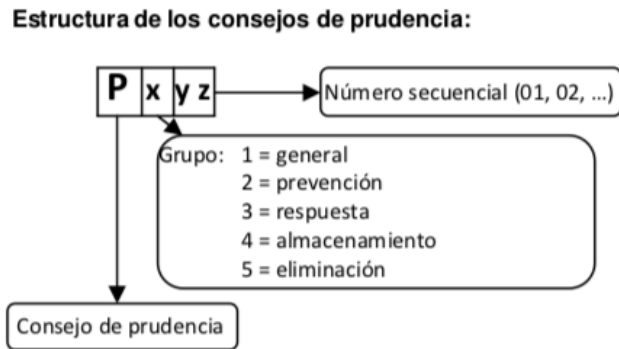 Estructura de los consejos de prudencia:
P x y z
Número secuencial (01, 02, ...)
Grupo: 1 = general
2 = prevención
3 = respuesta
4 = almacenamiento
5 = eliminación
Consejo de prudencia